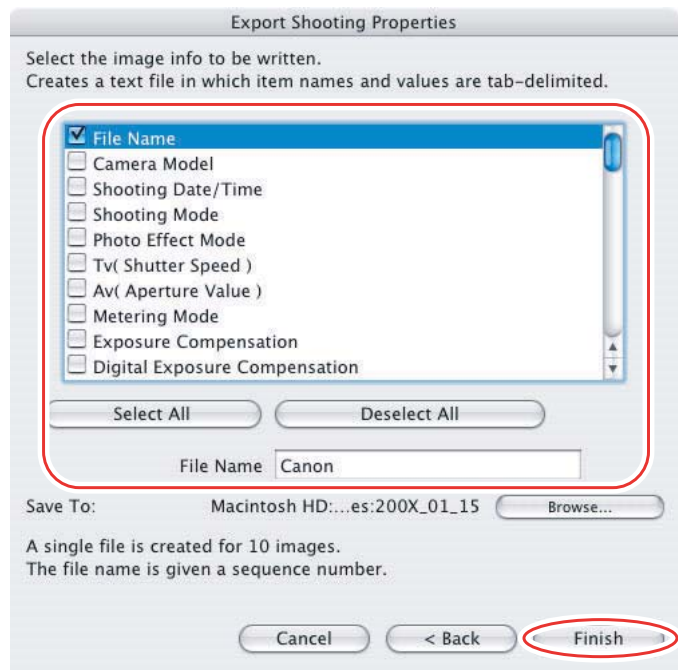 Export Shooting Properties
Select the image info to be written.
Creates a text file in which item names and values are tab-delimited.
File Name
Camera Model
Shooting Date/Time
Shooting Mode
Photo Effect Mode
Tv( Shutter Speed )
Av( Aperture Value )
Metering Mode
Exposure Compensation
Digital Exposure Compensation
Select All Deselect All
File Name Canon
Save To: Macintosh HD:...es:200X_01_15 Browse...
A single file is created for 10 images.
The file name is given a sequence number.
Cancel < Back Finish